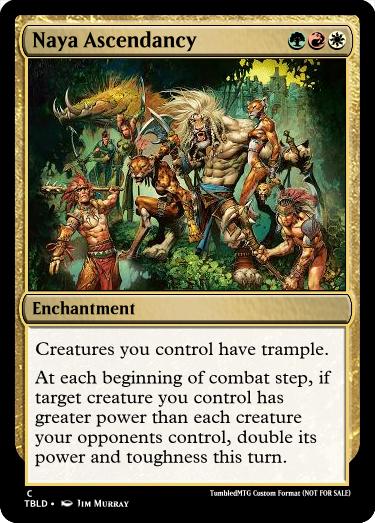 Naya Ascendancy
Enchantment
Creatures you control have trample.
At each beginning of combat step, if
target creature you control has
greater power than each creature
your opponents control, double its
power and toughness this turn.
C
TBLD • Jim Murray
TumbledMTG Custom Format (NOT FOR SALE)